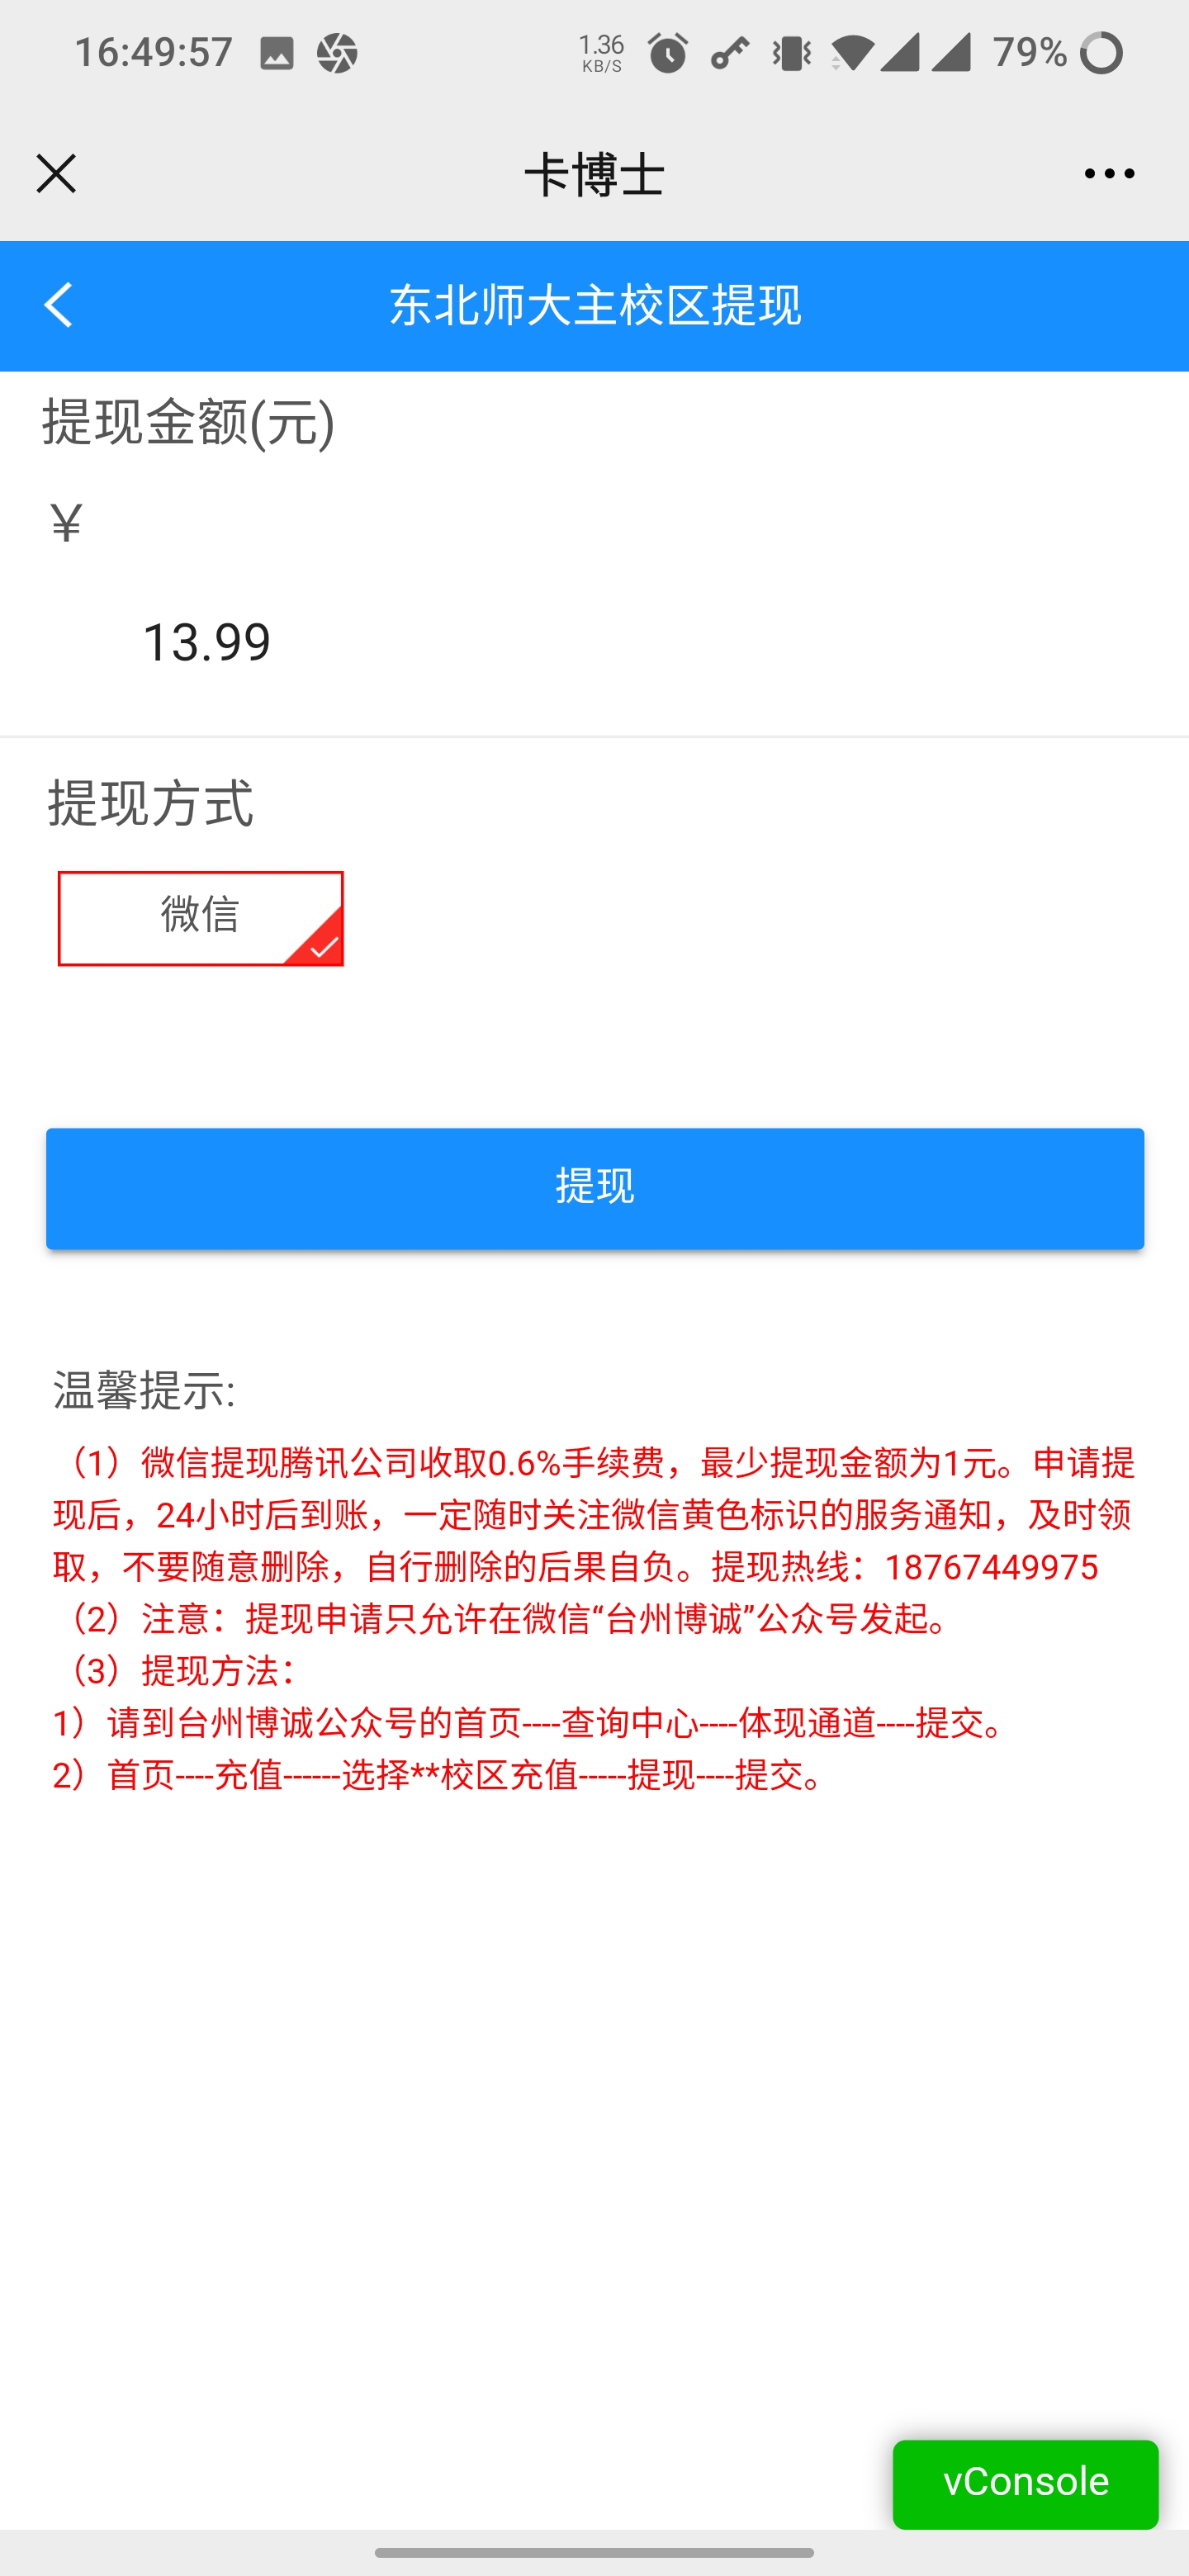 16:49:57 1.36 KB/S 79%
卡博士
东北师大主校区提现
提现金额(元)
¥
13.99
提现方式
微信
提现
温馨提示:
（1）微信提现腾讯公司收取0.6%手续费，最少提现金额为1元。申请提
现后，24小时后到账，一定随时关注微信黄色标识的服务通知，及时领
取，不要随意删除，自行删除的后果自负。提现热线：18767449975
（2）注意：提现申请只允许在微信“台州博诚”公众号发起。
（3）提现方法：
1）请到台州博诚公众号的首页----查询中心----体现通道----提交。
2）首页----充值------选择**校区充值-----提现----提交。
vConsole